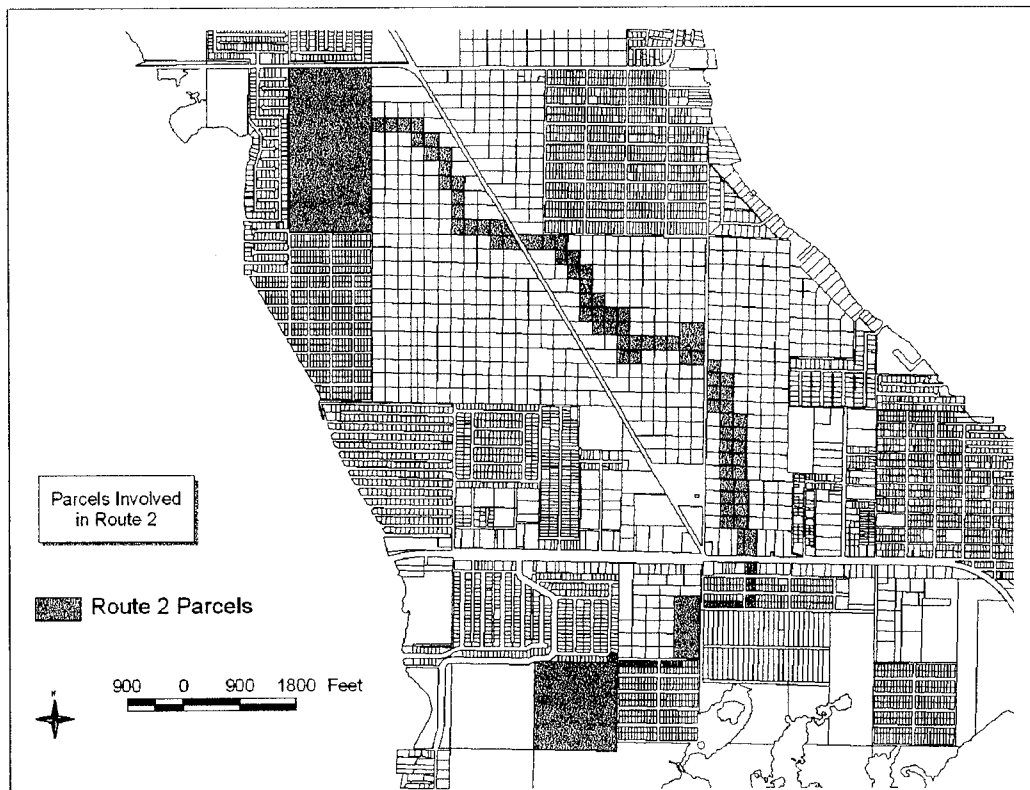 Parcels Involved
in Route 2
Route 2 Parcels
900 0 900 1800 Feet
N